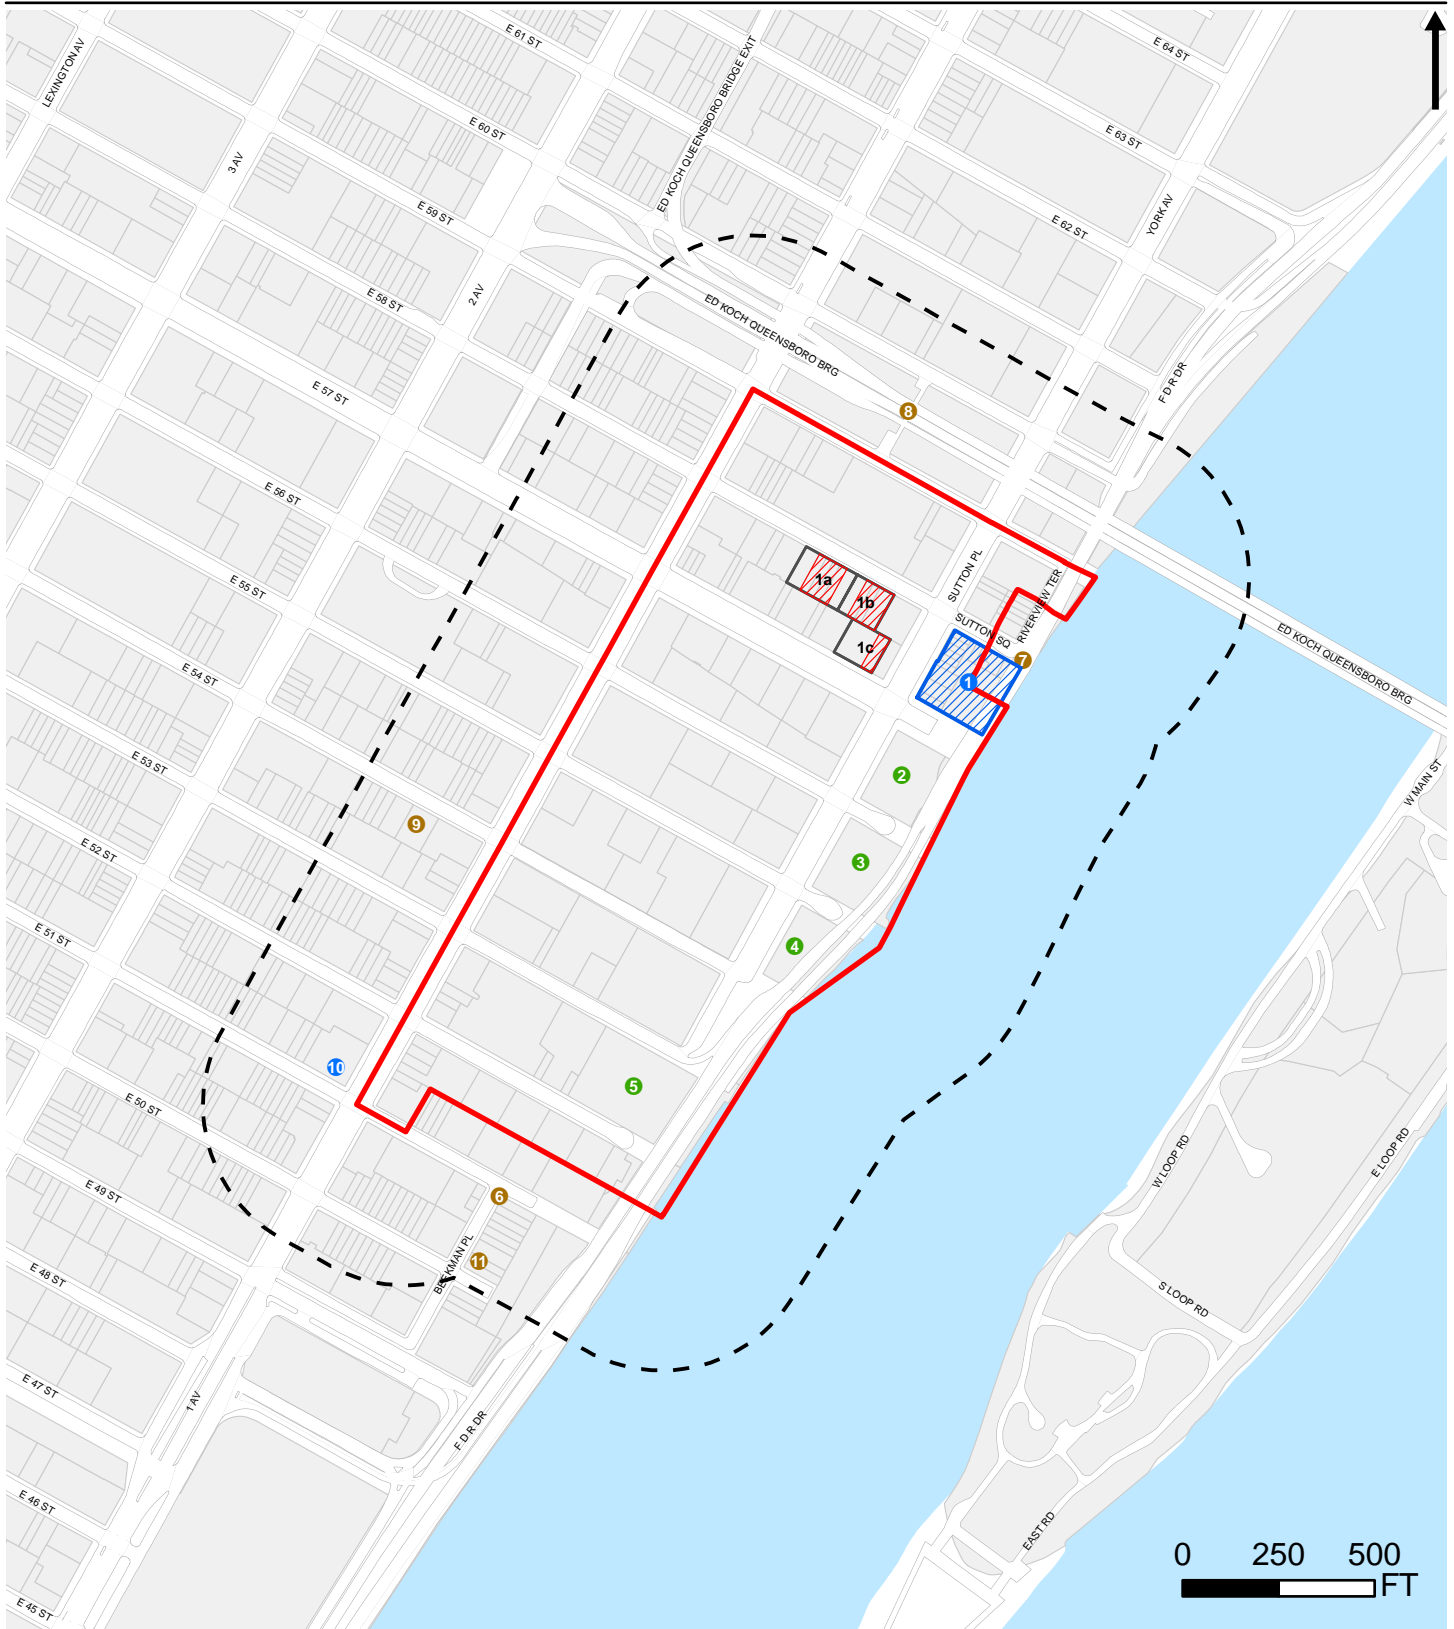 E 61 ST
E 64 ST
LEXINGTON AV
ED KOCH QUEENSBORO BRIDGE EXIT
E 60 ST
E 63 ST
3 AV
E 59 ST
E 62 ST
YORK AV
E 58 ST
2 AV
ED KOCH QUEENSBORO BRG
E 57 ST
F D R DR
8
E 56 ST
SUTTON PL
1a
1b
RIVERVIEW TER
E 55 ST
SUTTON SQ
1c
7
ED KOCH QUEENSBORO BRG
E 54 ST
1
E 53 ST
2
W MAIN ST
9
E 52 ST
3
E 51 ST
4
10
5
E 50 ST
W LOOP RD
E LOOP RD
E 49 ST
6
BEEKMAN PL
11
E 48 ST
S LOOP RD
E 47 ST
1 AV
F D R DR
E 46 ST
EAST RD
0 250 500
FT
E 45 ST